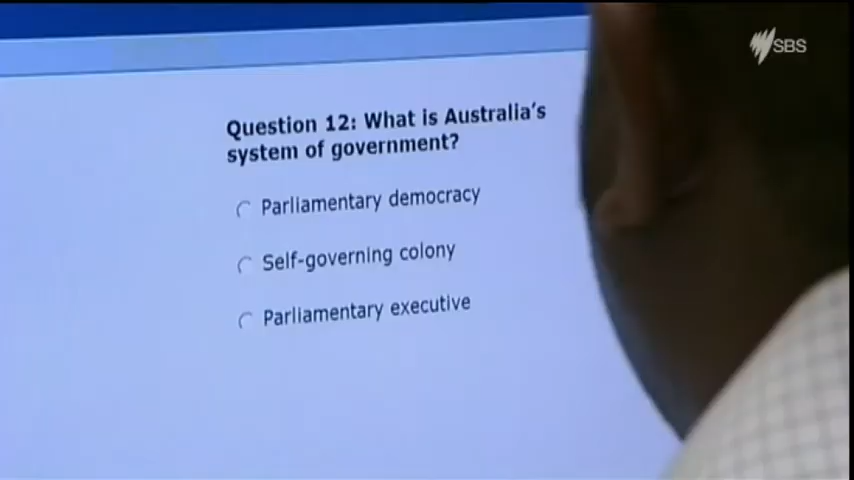 SBS
Question 12: What is Australia's
system of government?
Parliamentary democracy
Self-governing colony
Parliamentary executive